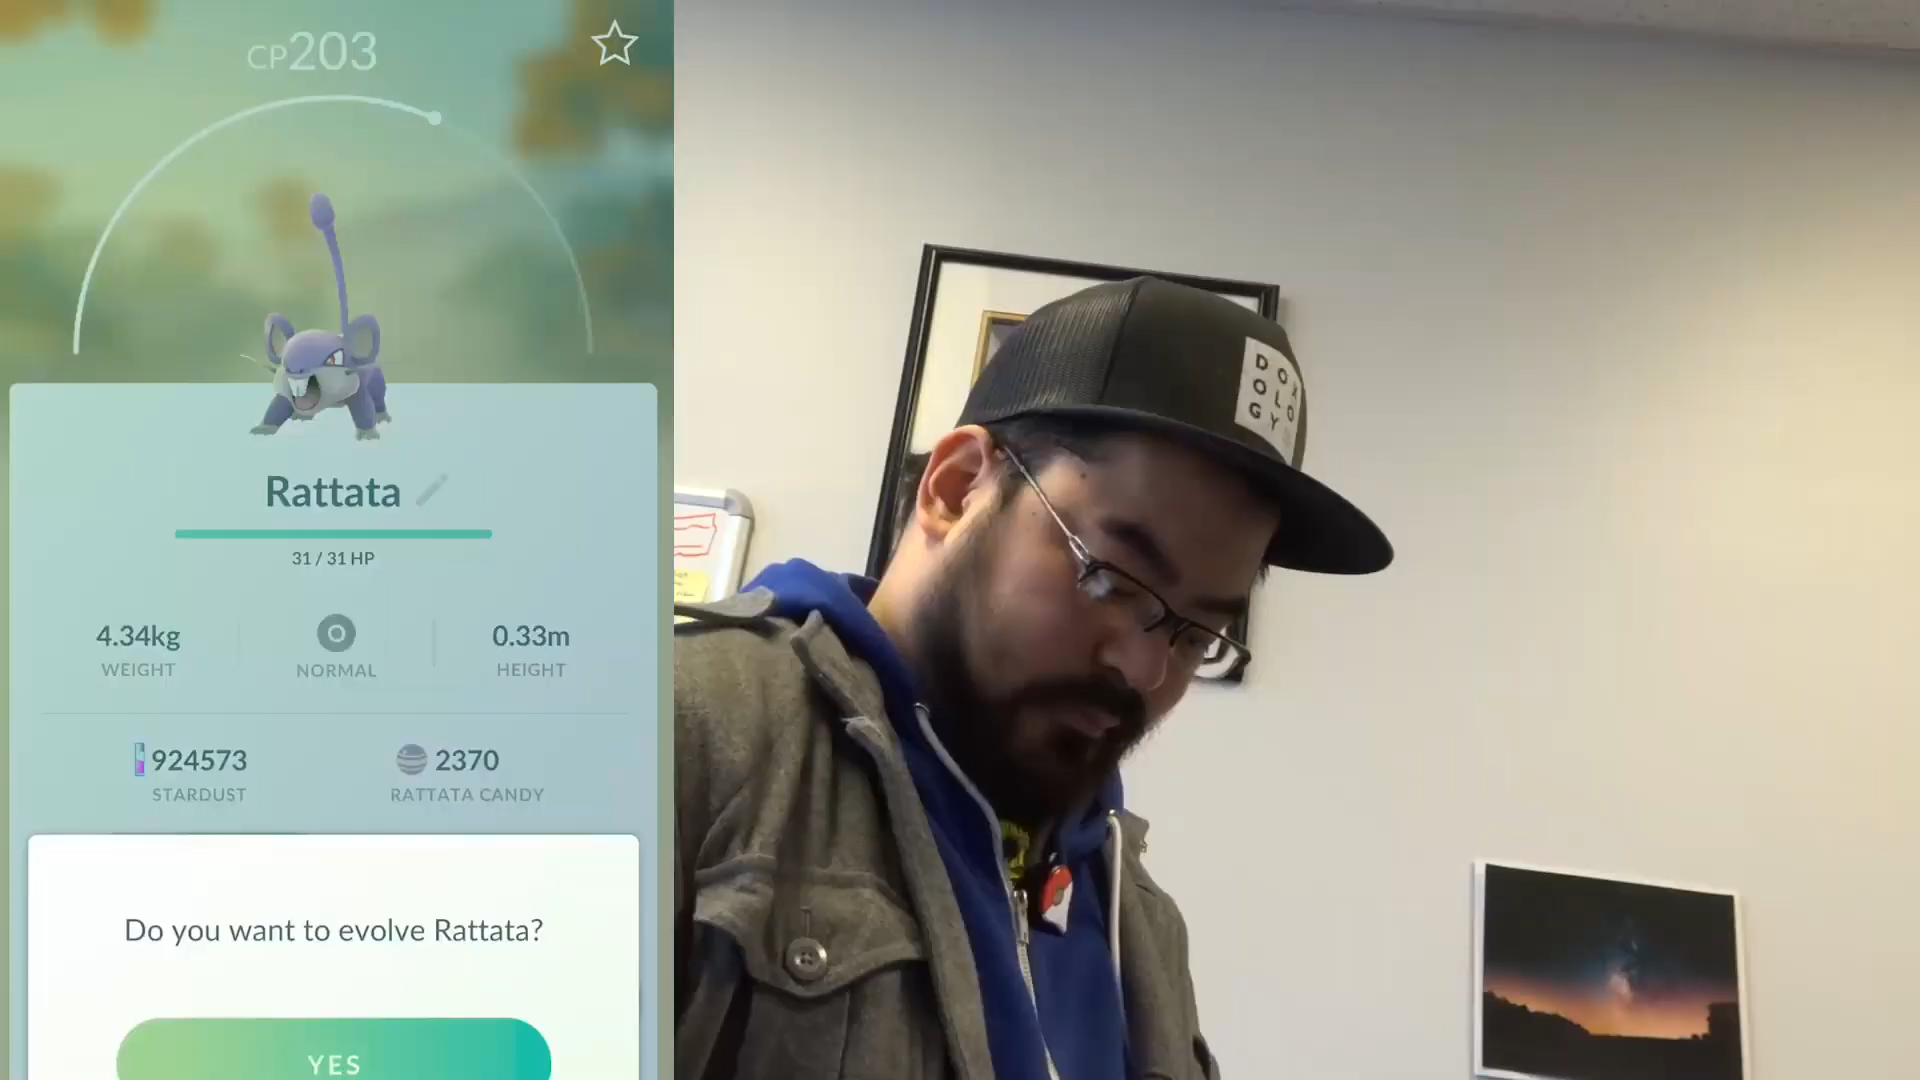 CP203
Rattata
31 / 31 HP
4.34kg
WEIGHT
NORMAL
0.33m
HEIGHT
924573
STARDUST
2370
RATTATA CANDY
Do you want to evolve Rattata?
YES
DOX
OLO
GY